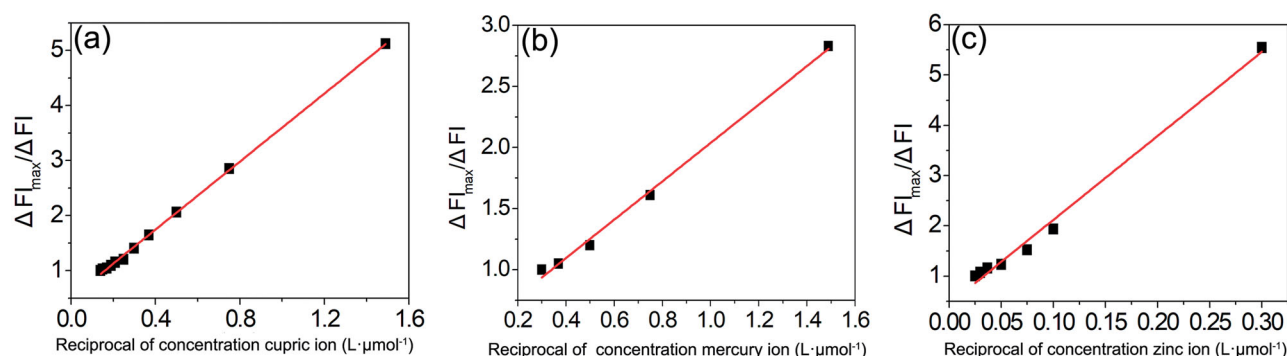 (a)
ΔFI_max/ΔFI
5
4
3
2
1
0.0 0.4 0.8 1.2 1.6
Reciprocal of concentration cupric ion (L·μmol⁻¹)
(b)
ΔFI_max/ΔFI
3.0
2.5
2.0
1.5
1.0
0.2 0.4 0.6 0.8 1.0 1.2 1.4 1.6
Reciprocal of concentration mercury ion (L·μmol⁻¹)
(c)
ΔFI_max/ΔFI
6
5
4
3
2
1
0.00 0.05 0.10 0.15 0.20 0.25 0.30
Reciprocal of concentration zinc ion (L·μmol⁻¹)